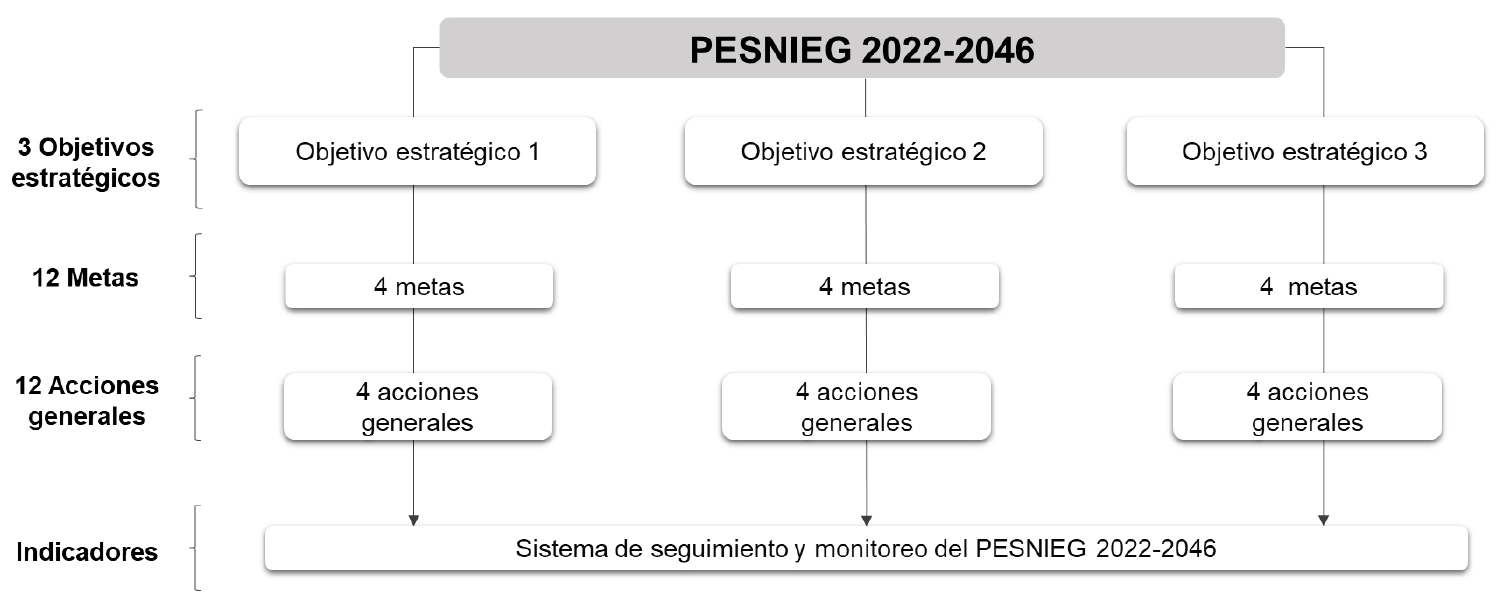 PESNIEG 2022-2046
3 Objetivos
estratégicos
Objetivo estratégico 1
Objetivo estratégico 2
Objetivo estratégico 3
12 Metas
4 metas
4 metas
4 metas
12 Acciones
generales
4 acciones
generales
4 acciones
generales
4 acciones
generales
Indicadores
Sistema de seguimiento y monitoreo del PESNIEG 2022-2046